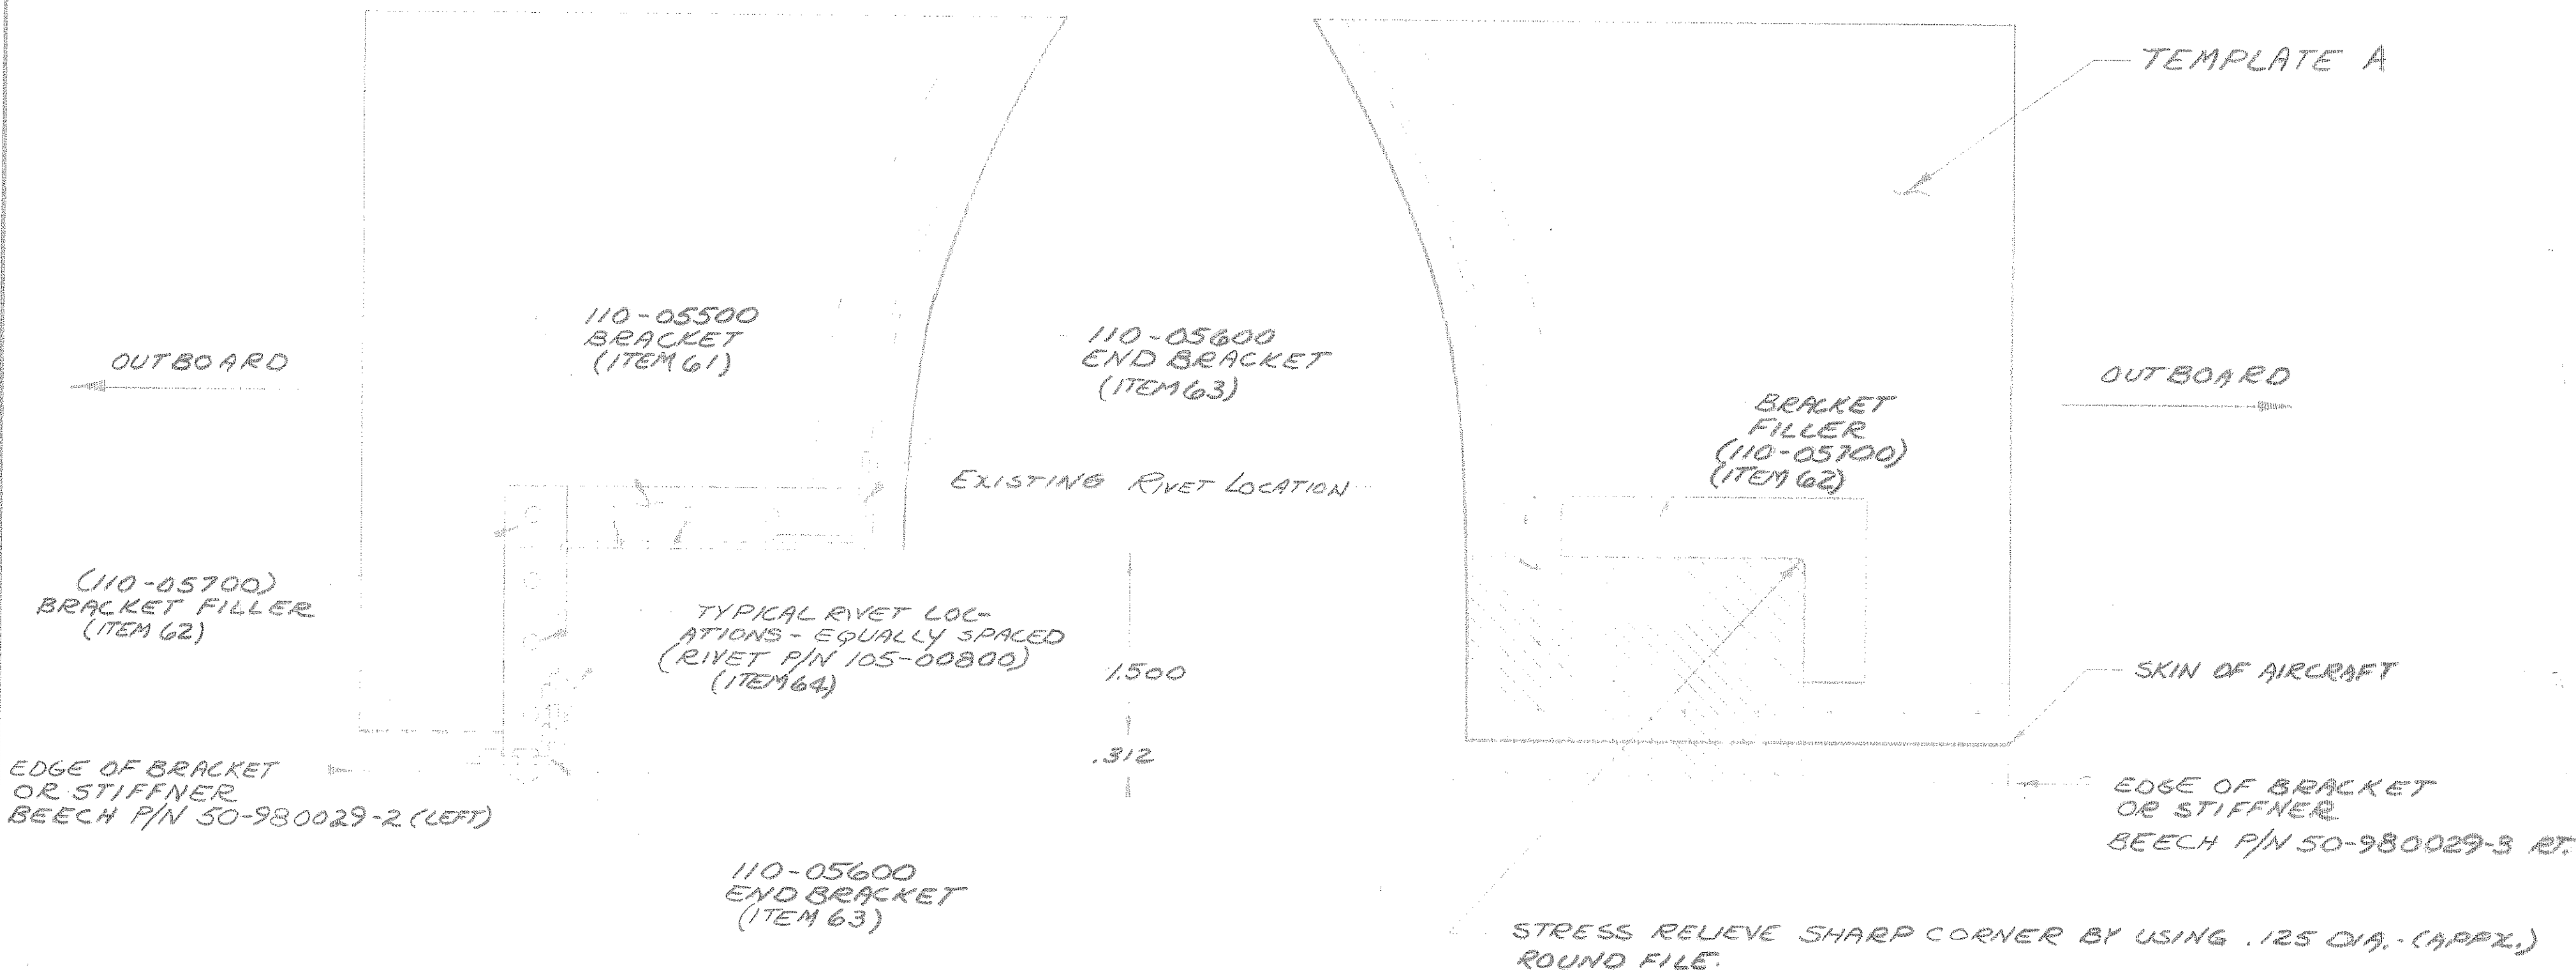 TEMPLATE A
110-05500
BRACKET
(ITEM 61)
110-05600
END BRACKET
(ITEM 63)
OUTBOARD
OUTBOARD
BRACKET
FILLER
(110-05700)
(ITEM 62)
EXISTING RIVET LOCATION
(110-05700)
BRACKET FILLER
(ITEM 62)
TYPICAL RIVET LOC-
ATIONS - EQUALLY SPACED
(RIVET P/N 105-00800)
(ITEM 64)
1.500
.312
SKIN OF AIRCRAFT
EDGE OF BRACKET
OR STIFFNER
BEECH P/N 50-980029-2 (LEFT)
EDGE OF BRACKET
OR STIFFNER
BEECH P/N 50-980029-3 RT.
110-05600
END BRACKET
(ITEM 63)
STRESS RELIEVE SHARP CORNER BY USING .125 DIA. - (APPX.)
ROUND FILE.